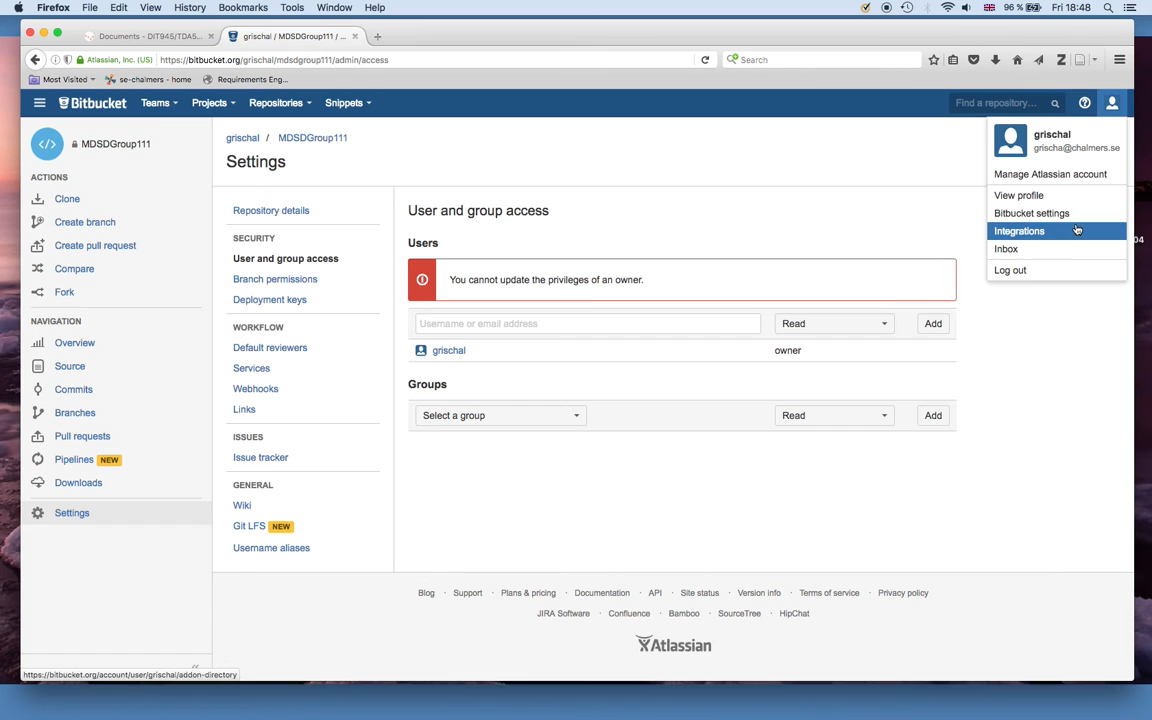 Firefox File Edit View History Bookmarks Tools Window Help 96 % Fri 18:48
Documents - DIT945/TDA5... grischal / MDSDGroup111 / ...
Atlassian, Inc. (US) https://bitbucket.org/grischal/mdsdgroup111/admin/access Search
Most Visited se-chalmers - home Requirements Eng...
Bitbucket Teams Projects Repositories Snippets Find a repository...
MDSDGroup111
ACTIONS
Clone
Create branch
Create pull request
Compare
Fork
NAVIGATION
Overview
Source
Commits
Branches
Pull requests
Pipelines NEW
Downloads
Settings
grischal / MDSDGroup111
Settings
Repository details
SECURITY
User and group access
Branch permissions
Deployment keys
WORKFLOW
Default reviewers
Services
Webhooks
Links
ISSUES
Issue tracker
GENERAL
Wiki
Git LFS NEW
Username aliases
User and group access
Users
You cannot update the privileges of an owner.
Username or email address Read Add
grischal owner
Groups
Select a group Read Add
grischal
grischa@chalmers.se
Manage Atlassian account
View profile
Bitbucket settings
Integrations
Inbox
Log out
04
Blog · Support · Plans & pricing · Documentation · API · Site status · Version info · Terms of service · Privacy policy
JIRA Software · Confluence · Bamboo · SourceTree · HipChat
Atlassian
https://bitbucket.org/account/user/grischal/addon-directory